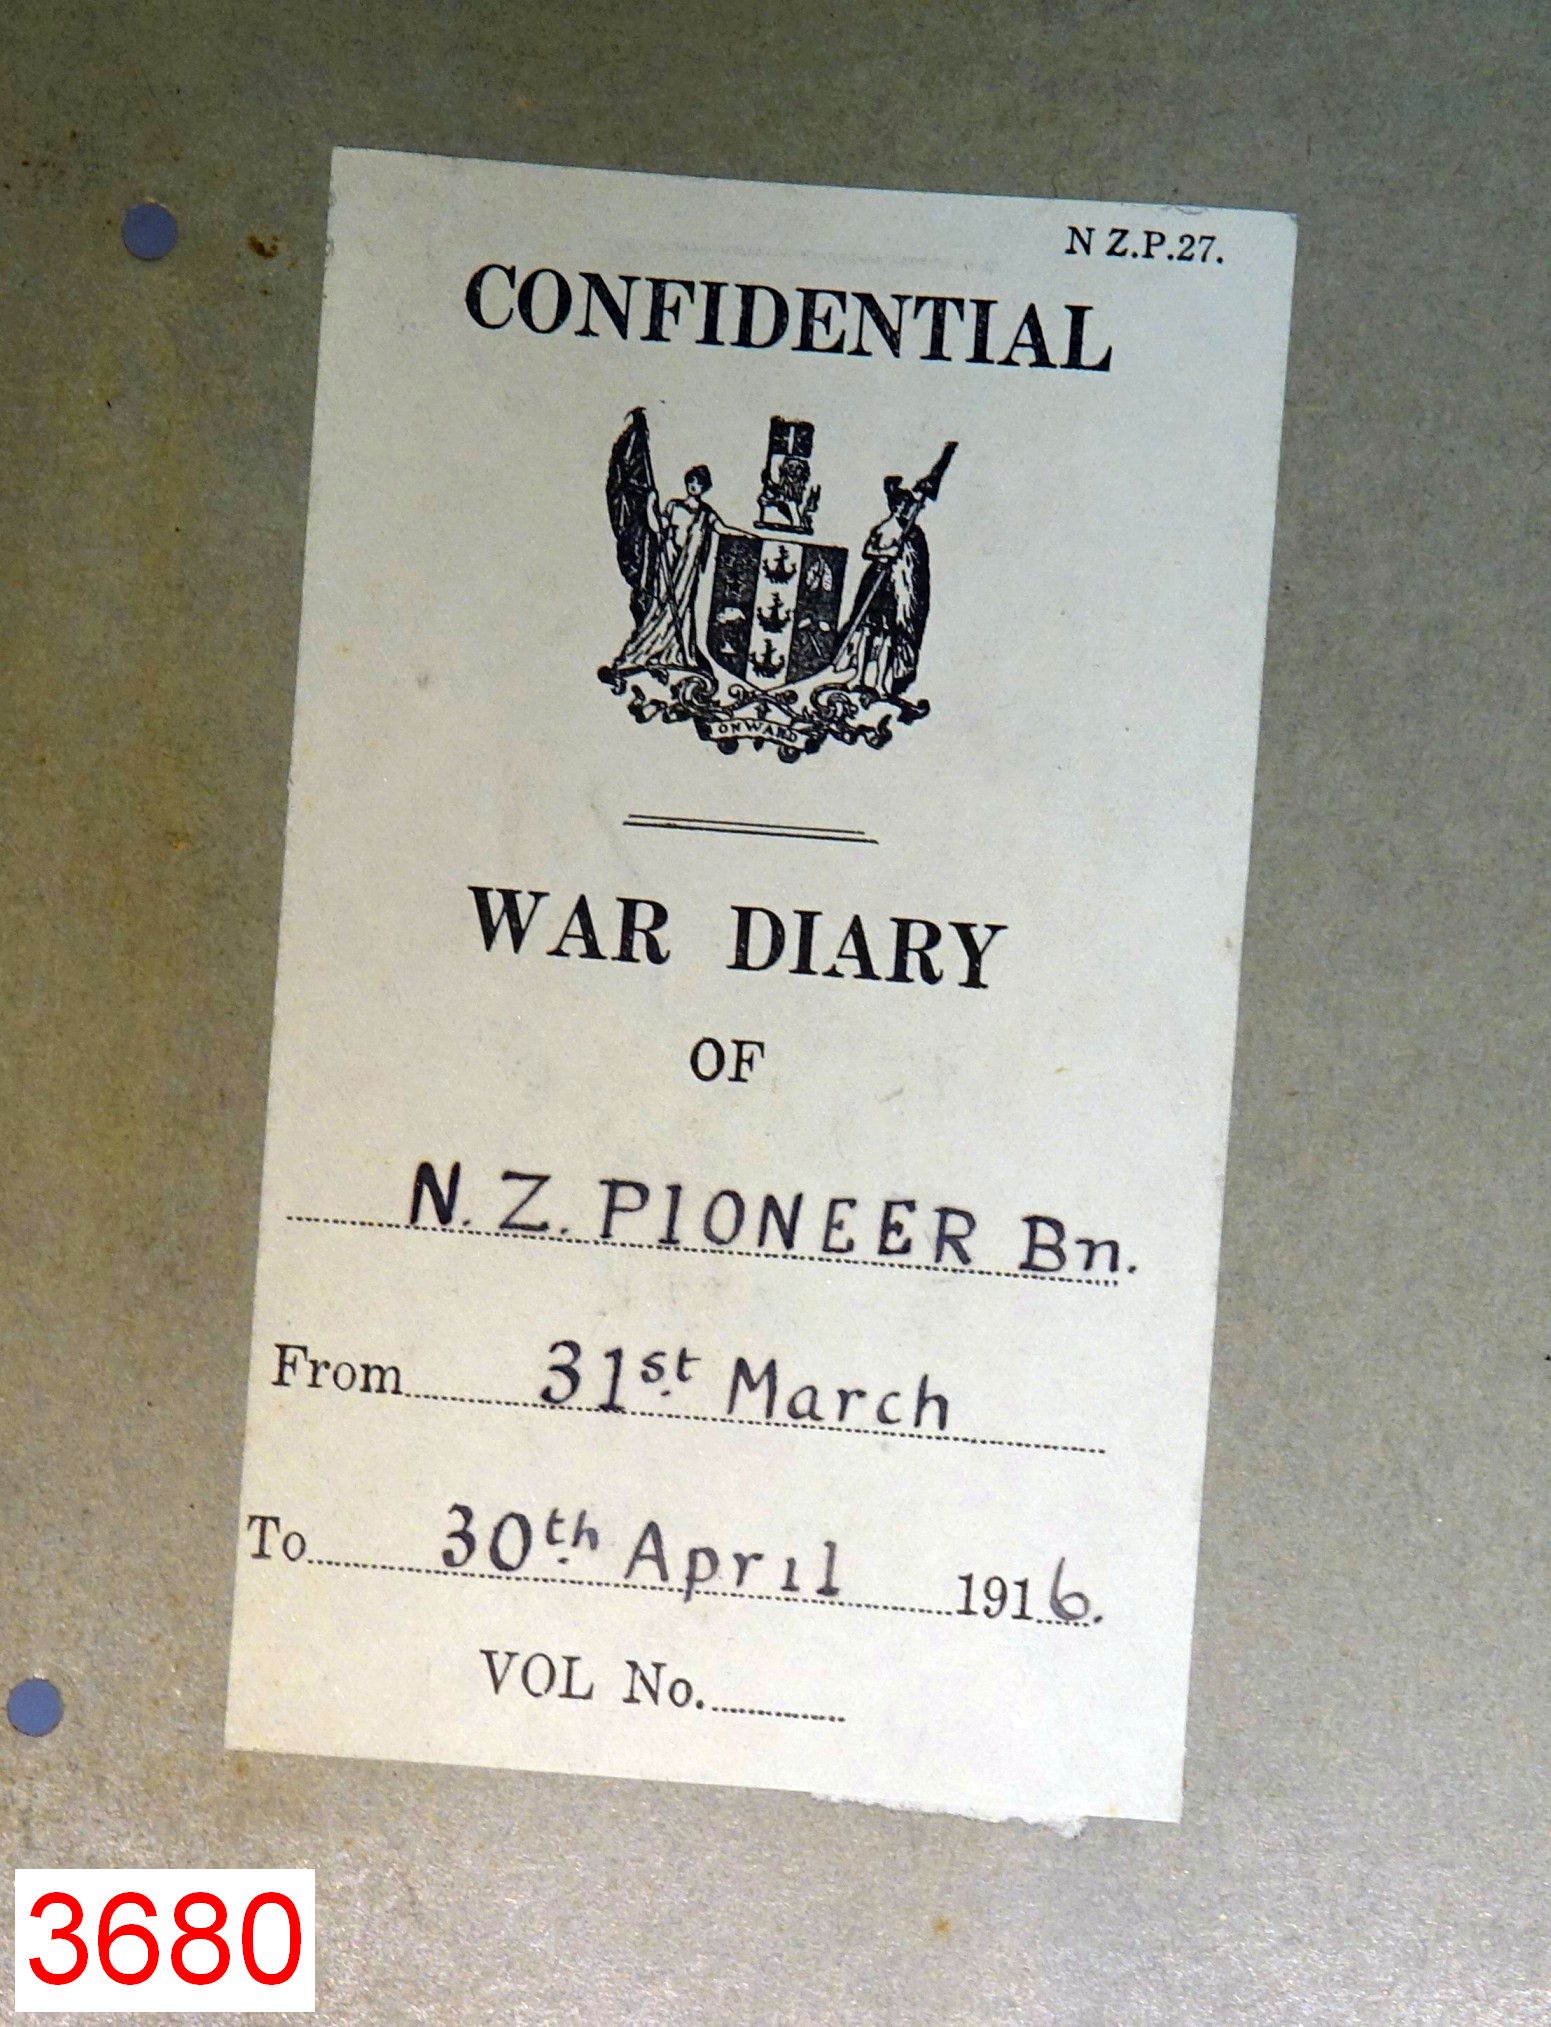 N Z.P.27.
CONFIDENTIAL
ONWARD
WAR DIARY
OF
N. Z. PIONEER Bn.
From 31st March
To 30th April 1916.
VOL No.
3680